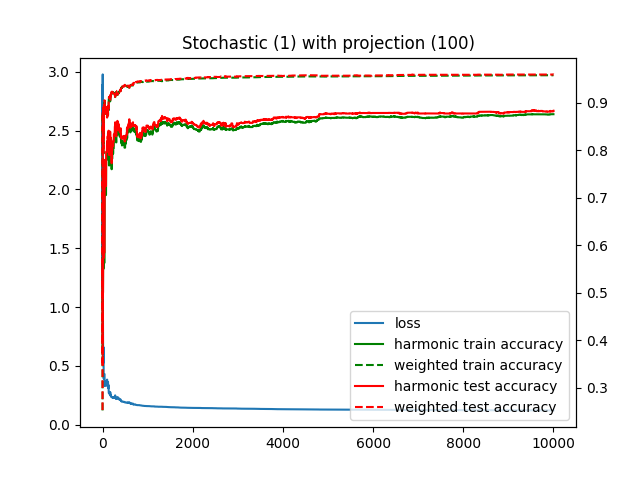 Stochastic (1) with projection (100)
3.0
2.5
2.0
1.5
1.0
0.5
0.0
0.9
0.8
0.7
0.6
0.5
0.4
0.3
loss
harmonic train accuracy
weighted train accuracy
harmonic test accuracy
weighted test accuracy
0 2000 4000 6000 8000 10000